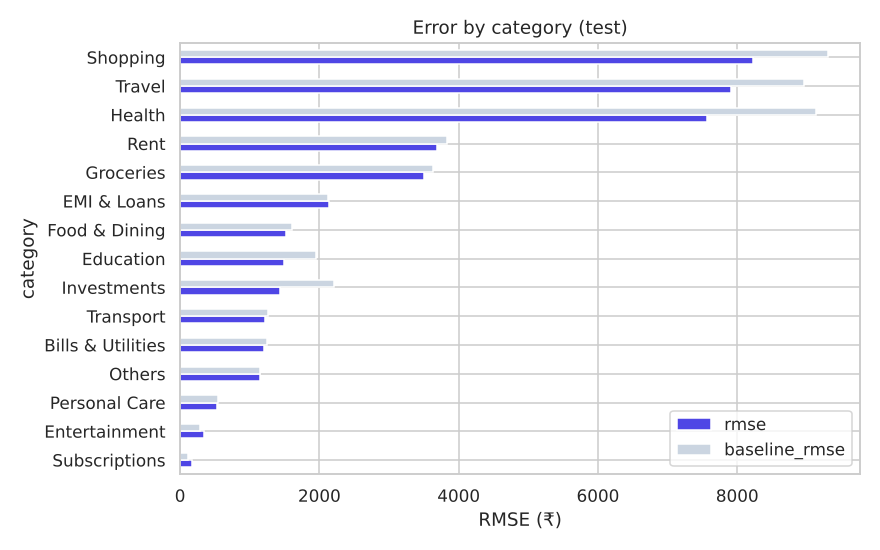 Error by category (test)
category
Shopping
Travel
Health
Rent
Groceries
EMI & Loans
Food & Dining
Education
Investments
Transport
Bills & Utilities
Others
Personal Care
Entertainment
Subscriptions
rmse
baseline_rmse
0 2000 4000 6000 8000
RMSE (₹)